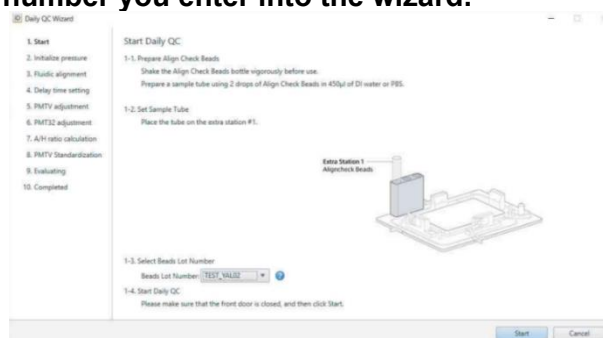 number you enter into the wizard.
Daily QC Wizard
1. Start
2. Initialize pressure
3. Fluidic alignment
4. Delay time setting
5. PMTV adjustment
6. PMT32 adjustment
7. A/H ratio calculation
8. PMTV Standardization
9. Evaluating
10. Completed
Start Daily QC
1-1. Prepare Align Check Beads
Shake the Align Check Beads bottle vigorously before use.
Prepare a sample tube using 2 drops of Align Check Beads in 450μl of DI water or PBS.
1-2. Set Sample Tube
Place the tube on the extra station #1.
Extra Station 1
Aligncheck Beads
1-3. Select Beads Lot Number
Beads Lot Number: TEST_YAL02
1-4. Start Daily QC
Please make sure that the front door is closed, and then click Start.
Start Cancel